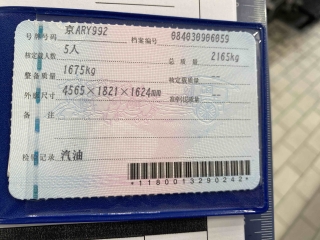 号牌号码 京ARY99Z 档案编号 084030906059
核定载人数 5人 总质量 2165kg
整备质量 1675kg 核定载质量 --
外廓尺寸 4565×1821×1624mm 准牵引总质量 --
备注
检验记录 汽油
*1180013290242*